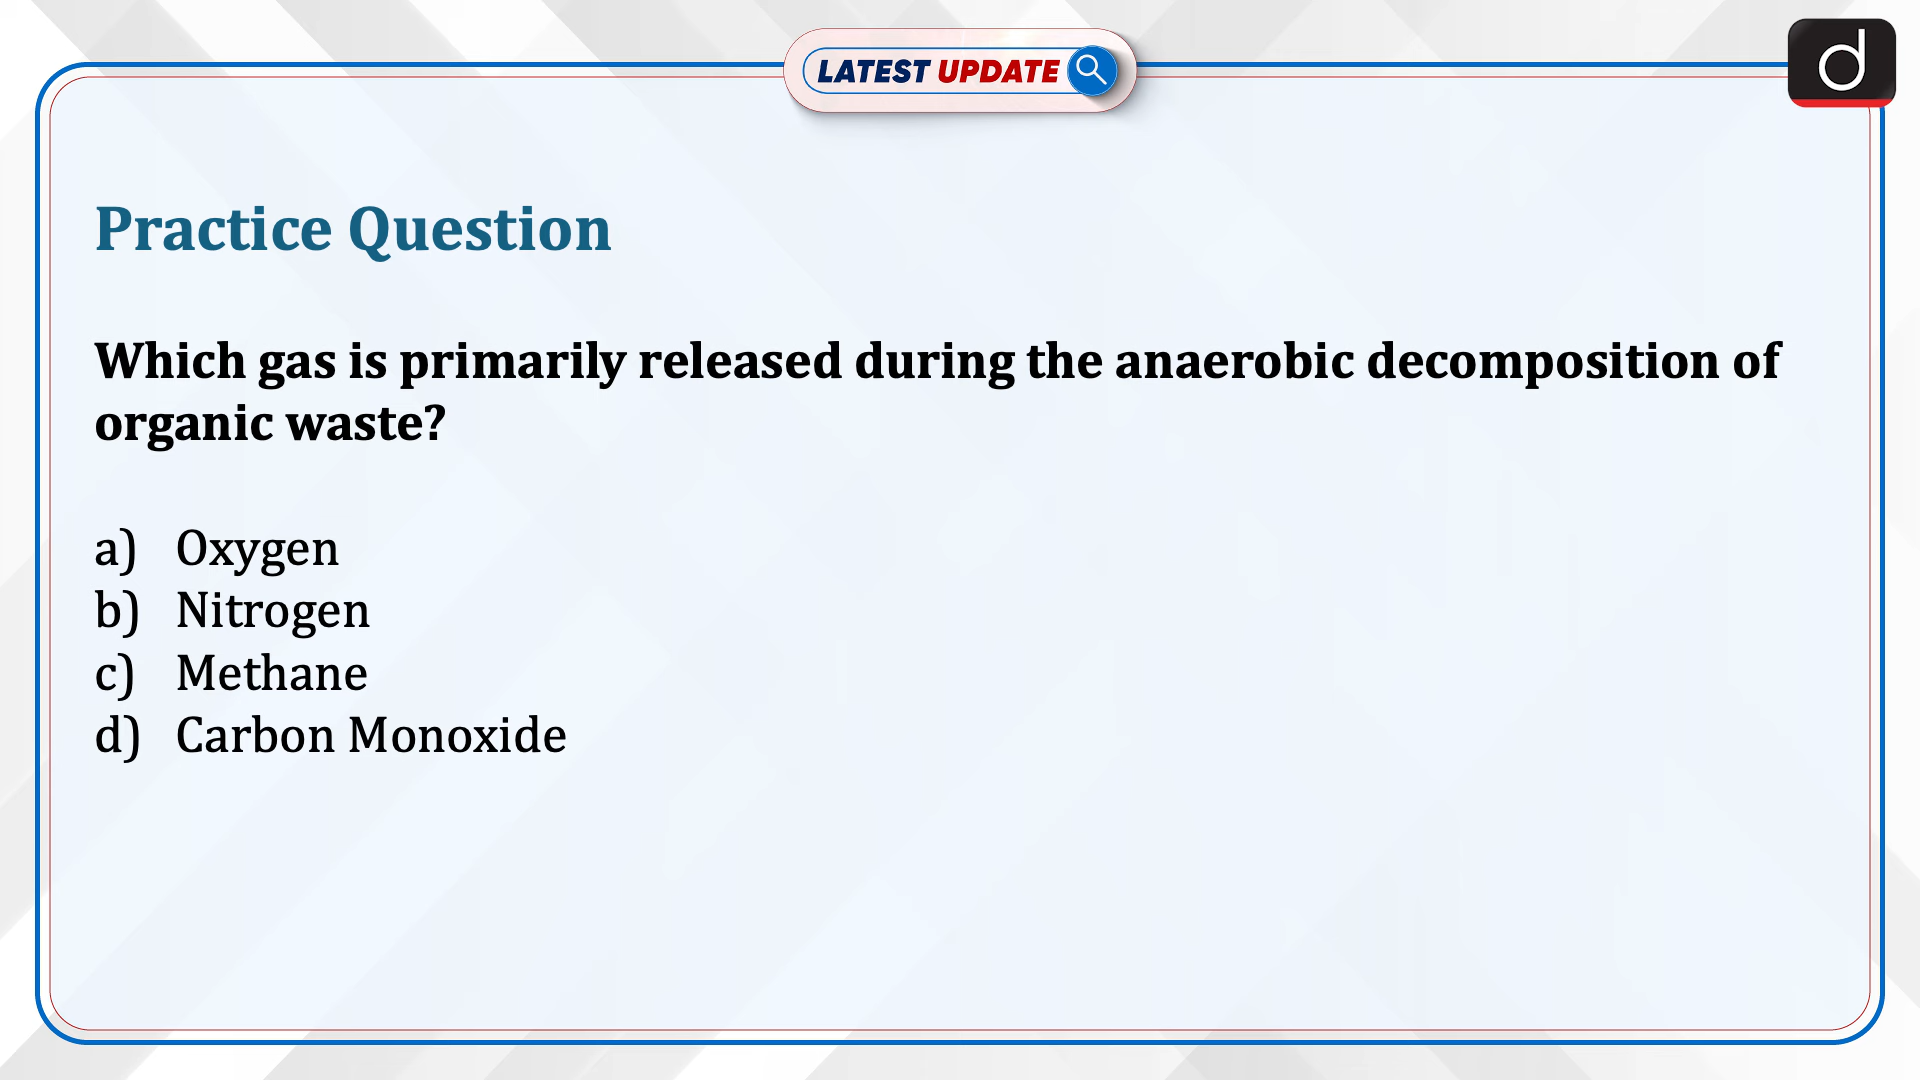 LATEST UPDATE
d
Practice Question
Which gas is primarily released during the anaerobic decomposition of
organic waste?
a) Oxygen
b) Nitrogen
c) Methane
d) Carbon Monoxide